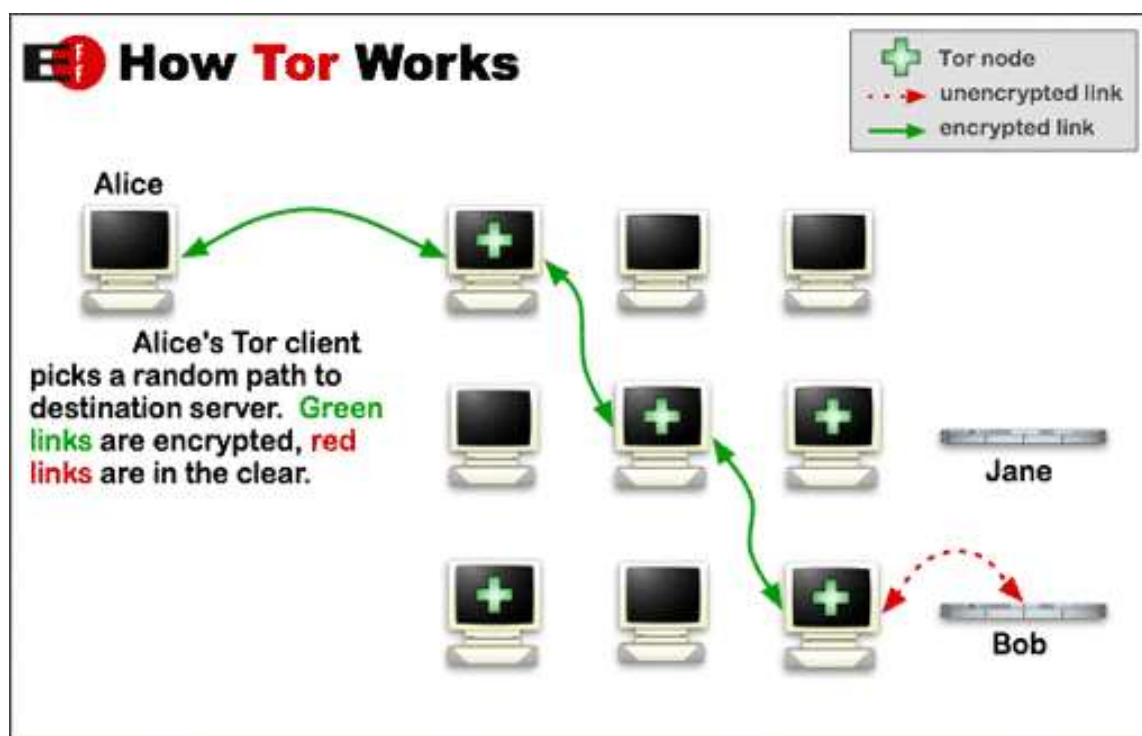 EFF How Tor Works
Tor node
unencrypted link
encrypted link
Alice
Alice's Tor client
picks a random path to
destination server. Green
links are encrypted, red
links are in the clear.
Jane
Bob